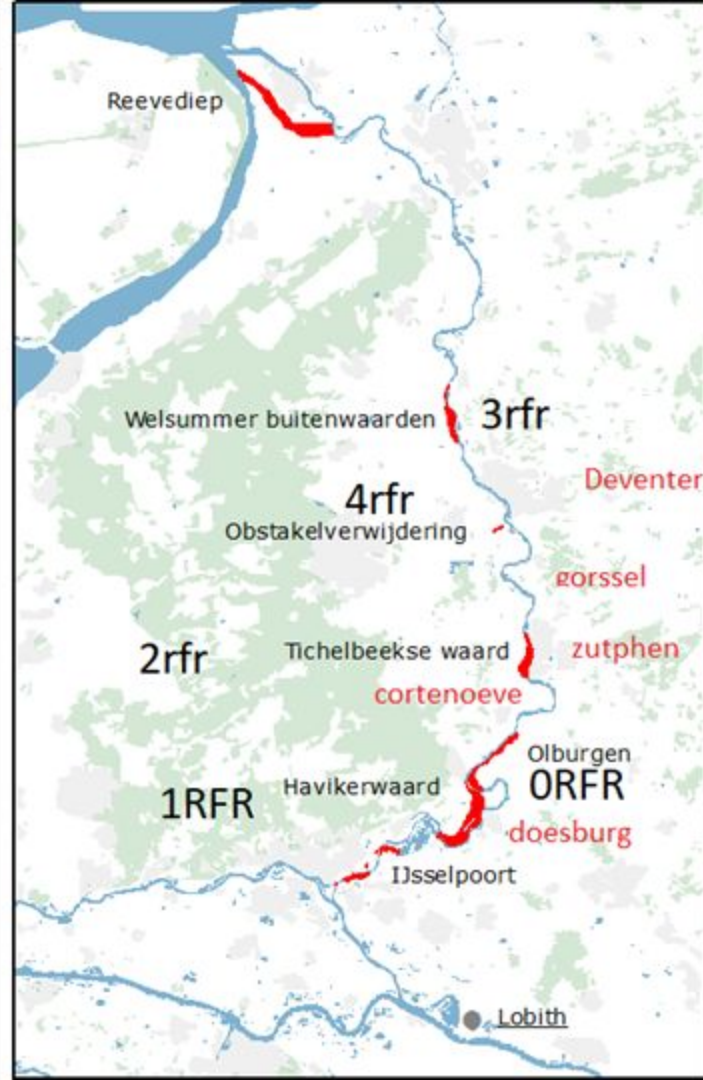 Reevediep
Welsummer buitenwaarden
3rfr
Deventer
4rfr
Obstakelverwijdering
gorssel
2rfr
Tichelbeekse waard
zutphen
cortenoeve
Olburgen
Havikerwaard
0RFR
1RFR
doesburg
IJsselpoort
Lobith